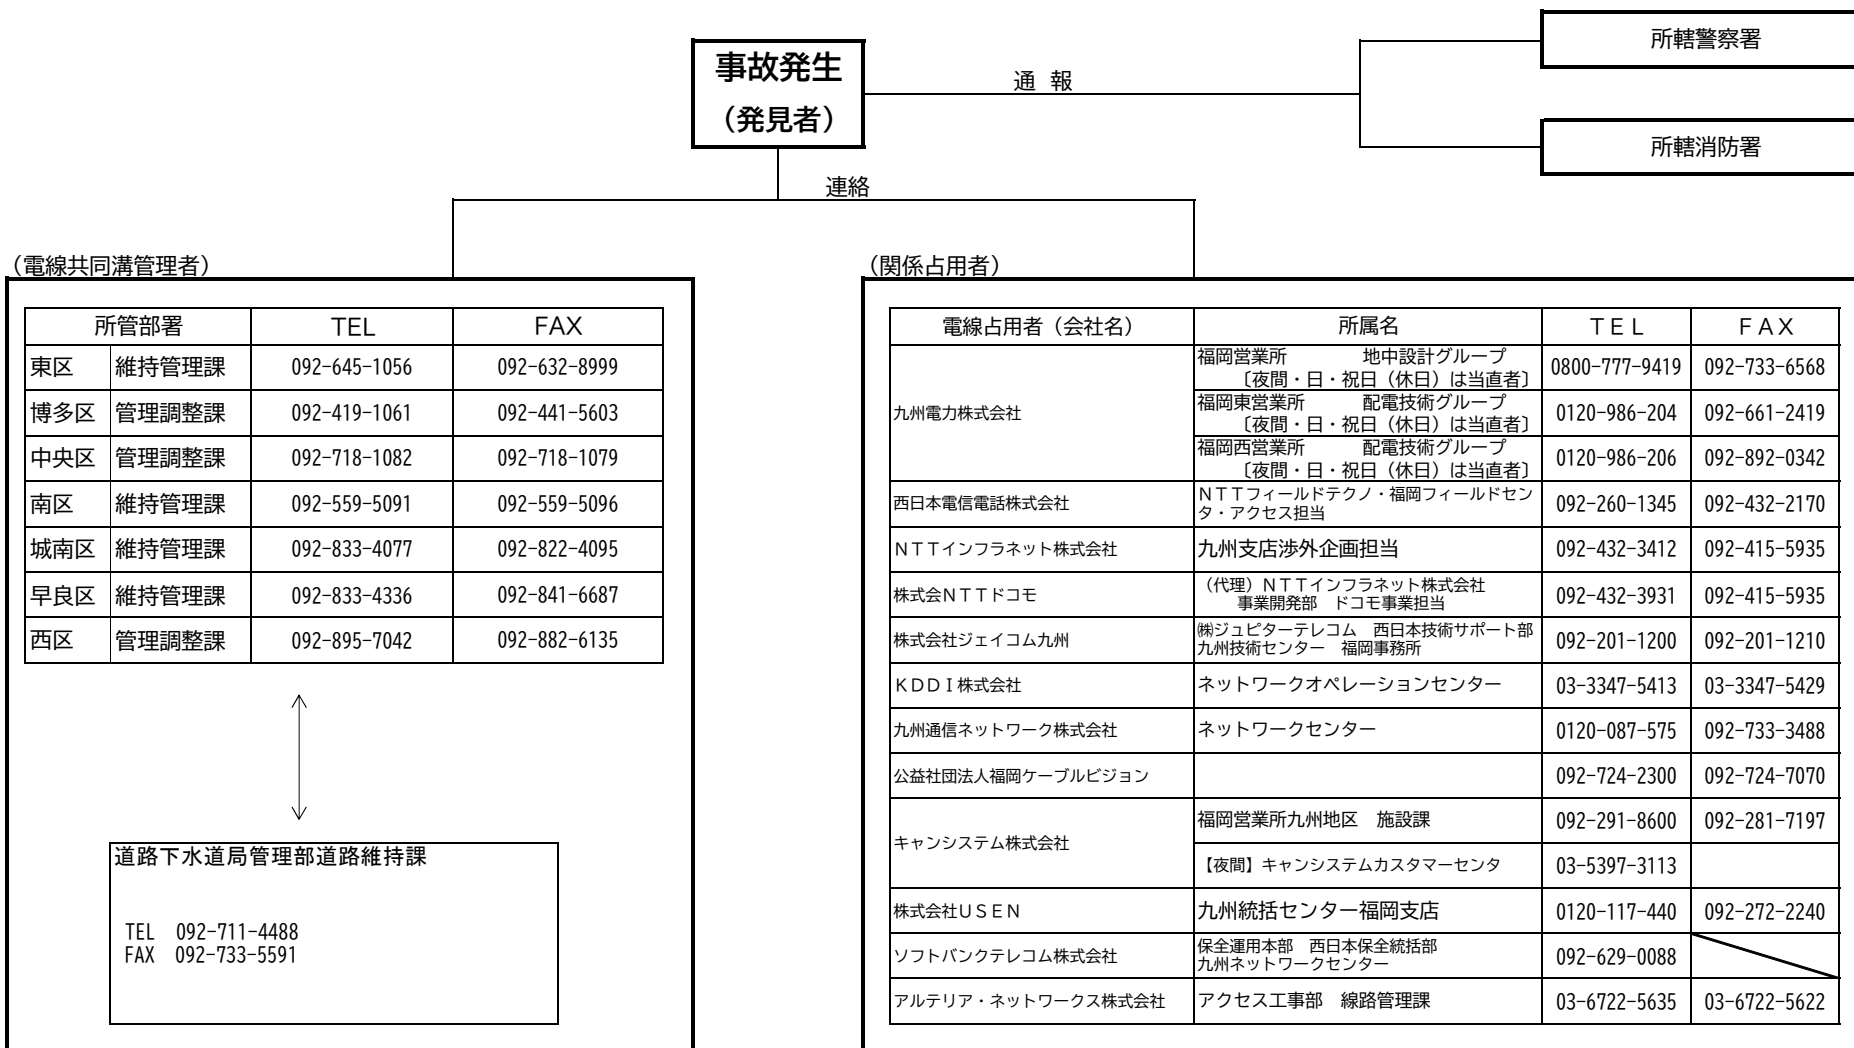 所轄警察署
事故発生
（発見者）
通 報
所轄消防署
連絡
（電線共同溝管理者）
所管部署 TEL FAX
東区 維持管理課 092-645-1056 092-632-8999
博多区 管理調整課 092-419-1061 092-441-5603
中央区 管理調整課 092-718-1082 092-718-1079
南区 維持管理課 092-559-5091 092-559-5096
城南区 維持管理課 092-833-4077 092-822-4095
早良区 維持管理課 092-833-4336 092-841-6687
西区 管理調整課 092-895-7042 092-882-6135
道路下水道局管理部道路維持課
TEL 092-711-4488
FAX 092-733-5591
（関係占用者）
電線占用者（会社名） 所属名 ＴＥＬ ＦＡＸ
九州電力株式会社
福岡営業所 地中設計グループ
〔夜間・日・祝日（休日）は当直者〕
0800-777-9419 092-733-6568
福岡東営業所 配電技術グループ
〔夜間・日・祝日（休日）は当直者〕
0120-986-204 092-661-2419
福岡西営業所 配電技術グループ
〔夜間・日・祝日（休日）は当直者〕
0120-986-206 092-892-0342
西日本電信電話株式会社
ＮＴＴフィールドテクノ・福岡フィールドセン
タ・アクセス担当
092-260-1345 092-432-2170
ＮＴＴインフラネット株式会社 九州支店渉外企画担当 092-432-3412 092-415-5935
株式会ＮＴＴドコモ
（代理）ＮＴＴインフラネット株式会社
事業開発部 ドコモ事業担当
092-432-3931 092-415-5935
株式会社ジェイコム九州
㈱ジュピターテレコム 西日本技術サポート部
九州技術センター 福岡事務所
092-201-1200 092-201-1210
ＫＤＤＩ株式会社 ネットワークオペレーションセンター 03-3347-5413 03-3347-5429
九州通信ネットワーク株式会社 ネットワークセンター 0120-087-575 092-733-3488
公益社団法人福岡ケーブルビジョン 092-724-2300 092-724-7070
キャンシステム株式会社
福岡営業所九州地区 施設課 092-291-8600 092-281-7197
【夜間】キャンシステムカスタマーセンタ 03-5397-3113
株式会社ＵＳＥＮ 九州統括センター福岡支店 0120-117-440 092-272-2240
ソフトバンクテレコム株式会社
保全運用本部 西日本保全統括部
九州ネットワークセンター
092-629-0088
アルテリア・ネットワークス株式会社 アクセス工事部 線路管理課 03-6722-5635 03-6722-5622